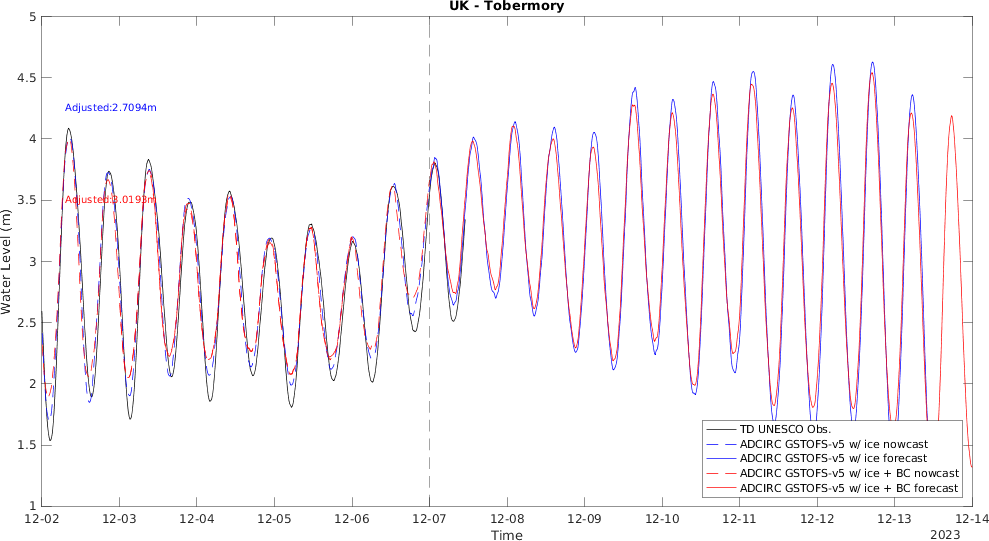 UK - Tobermory
5
4.5
4
3.5
3
2.5
2
1.5
1
Water Level (m)
Adjusted:2.7094m
Adjusted:3.0193m
TD UNESCO Obs.
ADCIRC GSTOFS-v5 w/ ice nowcast
ADCIRC GSTOFS-v5 w/ ice forecast
ADCIRC GSTOFS-v5 w/ ice + BC nowcast
ADCIRC GSTOFS-v5 w/ ice + BC forecast
12-02 12-03 12-04 12-05 12-06 12-07 12-08 12-09 12-10 12-11 12-12 12-13 12-14
Time
2023